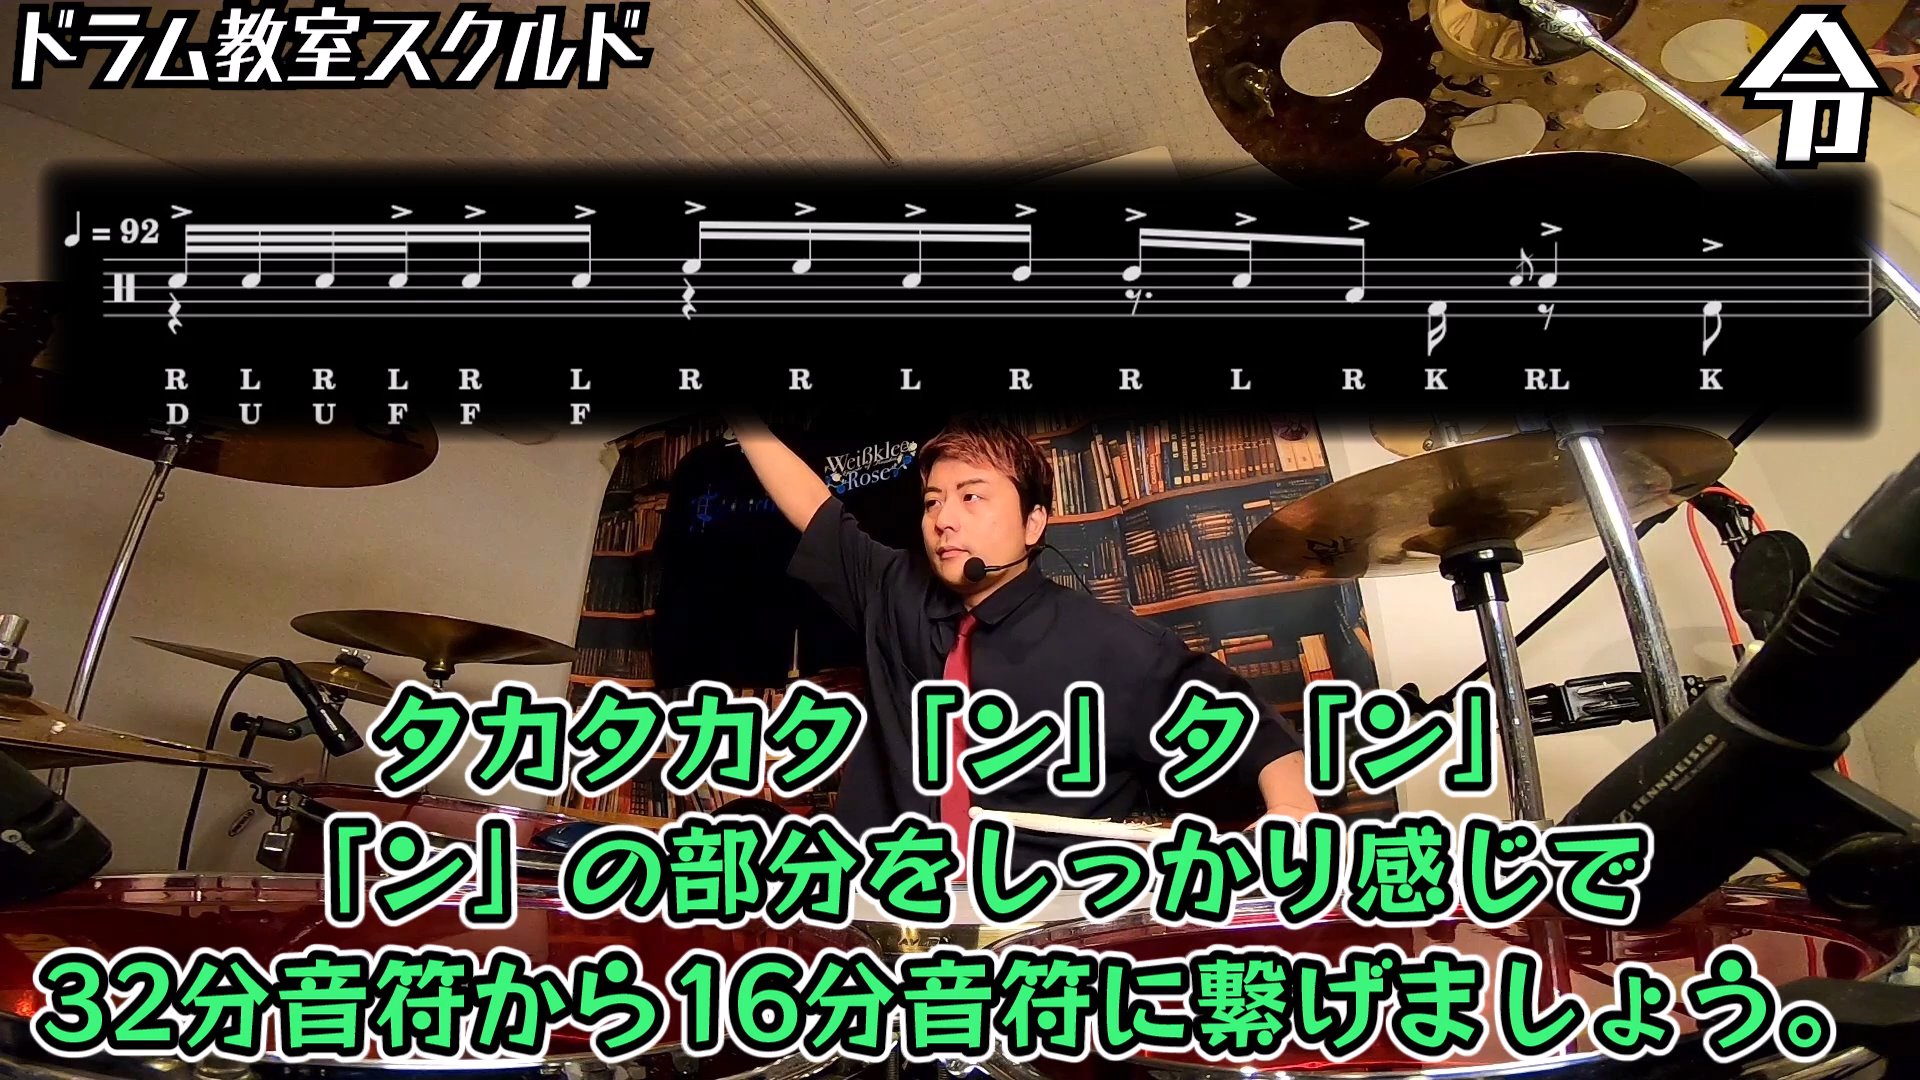 ドラム教室スクルド
令
♩ = 92
R L R L R L R R L R R L R K RL K
D U U F F F
Weißklee
Rose
タカタカタ「ン」タ「ン」
「ン」の部分をしっかり感じで
32分音符から16分音符に繋げましょう。
SENNHEISER